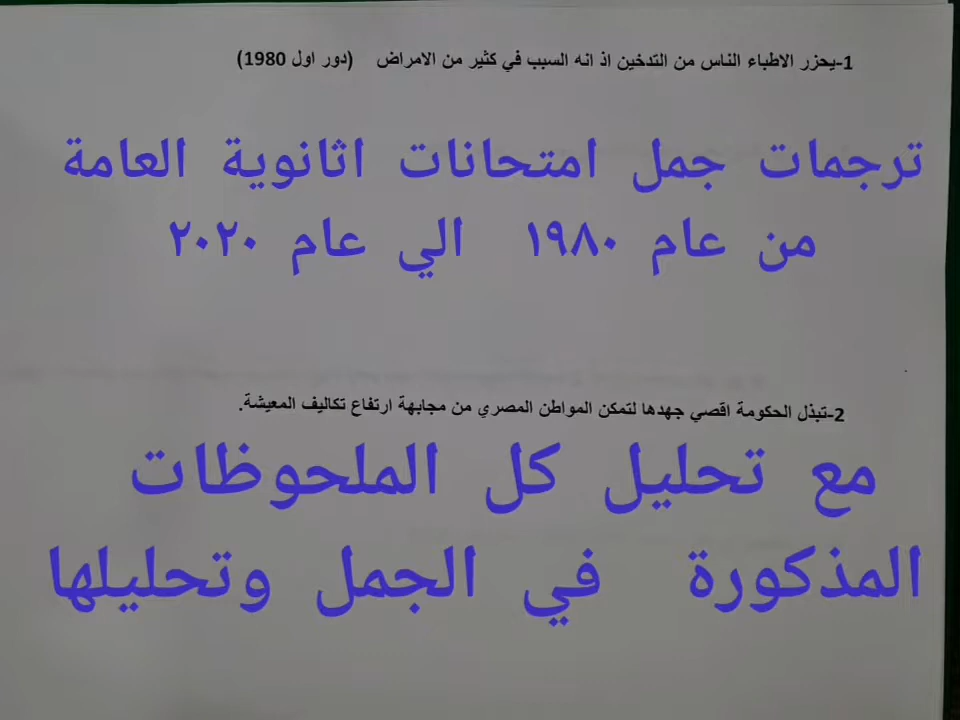 1-يحزر الاطباء الناس من التدخين اذ انه السبب في كثير من الامراض (دور اول 1980)
ترجمات جمل امتحانات اثانوية العامة
من عام ١٩٨٠ الي عام ٢٠٢٠
2-تبذل الحكومة اقصي جهدها لتمكن المواطن المصري من مجابهة ارتفاع تكاليف المعيشة.
مع تحليل كل الملحوظات
المذكورة في الجمل وتحليلها